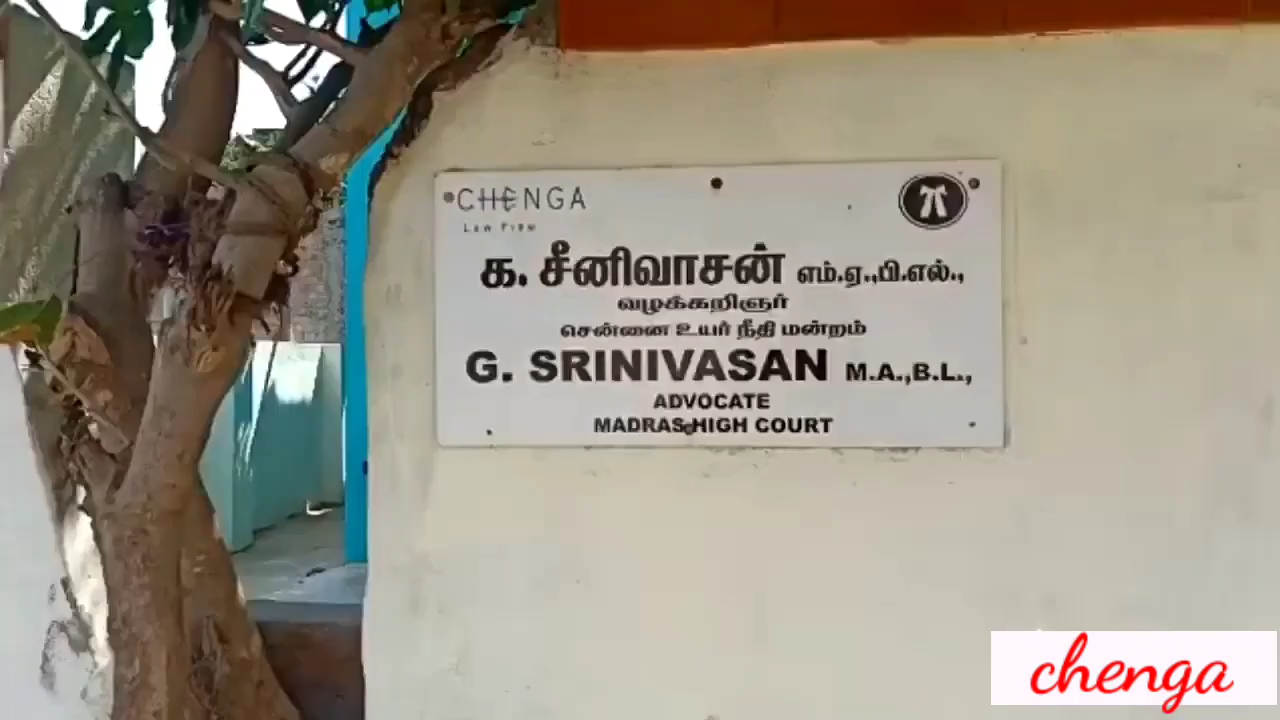 CHENGA
Law Firm
க. சீனிவாசன் எம்.ஏ.,பி.எல்.,
வழக்கறிஞர்
சென்னை உயர் நீதி மன்றம்
G. SRINIVASAN M.A.,B.L.,
ADVOCATE
MADRAS HIGH COURT
chenga